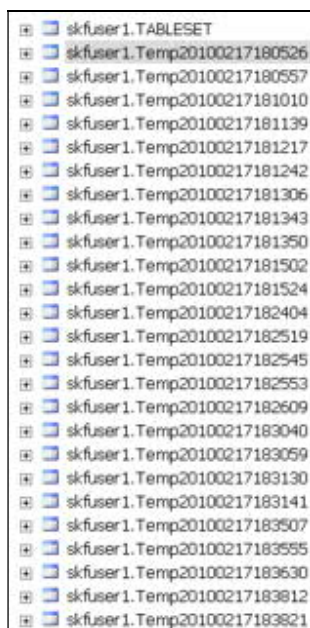 skfuser1.TABLESET
skfuser1.Temp20100217180526
skfuser1.Temp20100217180557
skfuser1.Temp20100217181010
skfuser1.Temp20100217181139
skfuser1.Temp20100217181217
skfuser1.Temp20100217181242
skfuser1.Temp20100217181306
skfuser1.Temp20100217181343
skfuser1.Temp20100217181350
skfuser1.Temp20100217181502
skfuser1.Temp20100217181524
skfuser1.Temp20100217182404
skfuser1.Temp20100217182519
skfuser1.Temp20100217182545
skfuser1.Temp20100217182553
skfuser1.Temp20100217182609
skfuser1.Temp20100217183040
skfuser1.Temp20100217183059
skfuser1.Temp20100217183130
skfuser1.Temp20100217183141
skfuser1.Temp20100217183507
skfuser1.Temp20100217183555
skfuser1.Temp20100217183630
skfuser1.Temp20100217183812
skfuser1.Temp20100217183821